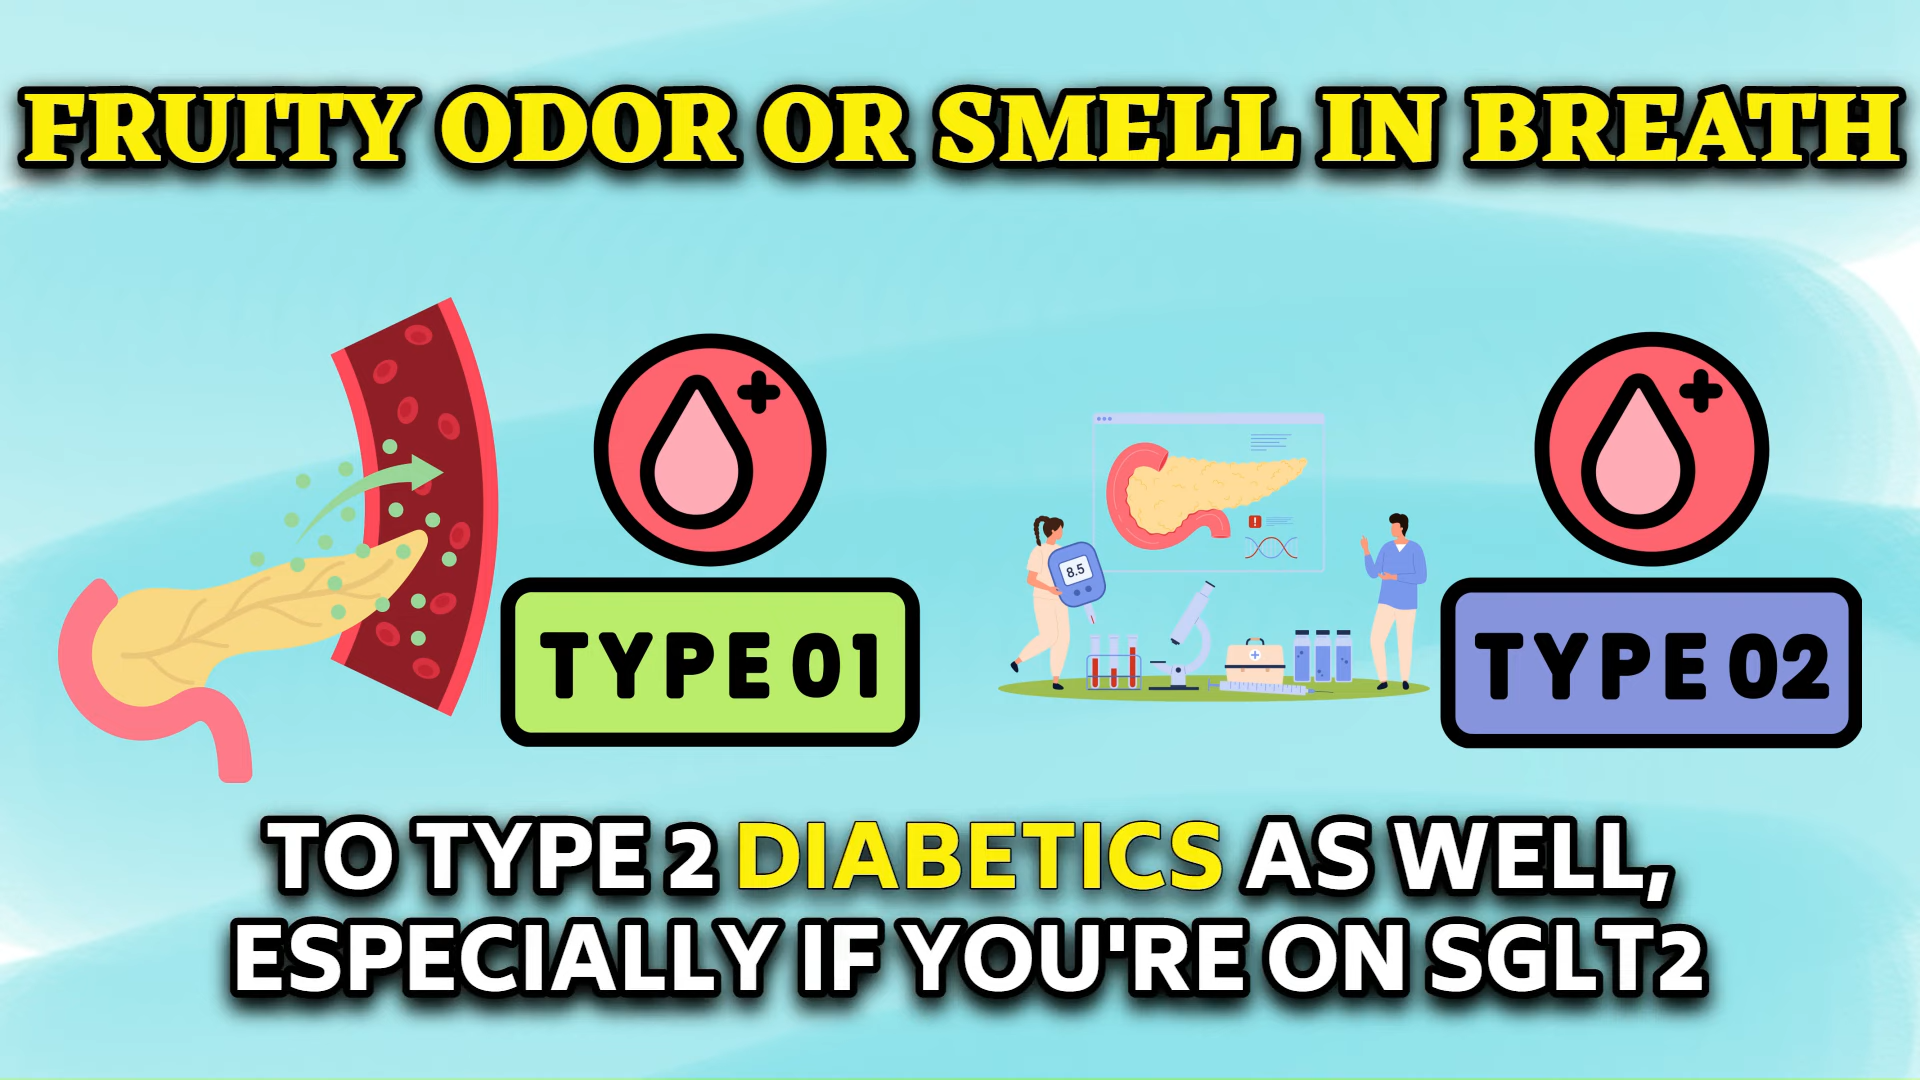 FRUITY ODOR OR SMELL IN BREATH
8.5
!
TYPE 01
TYPE 02
TO TYPE 2 DIABETICS AS WELL,
ESPECIALLY IF YOU'RE ON SGLT2